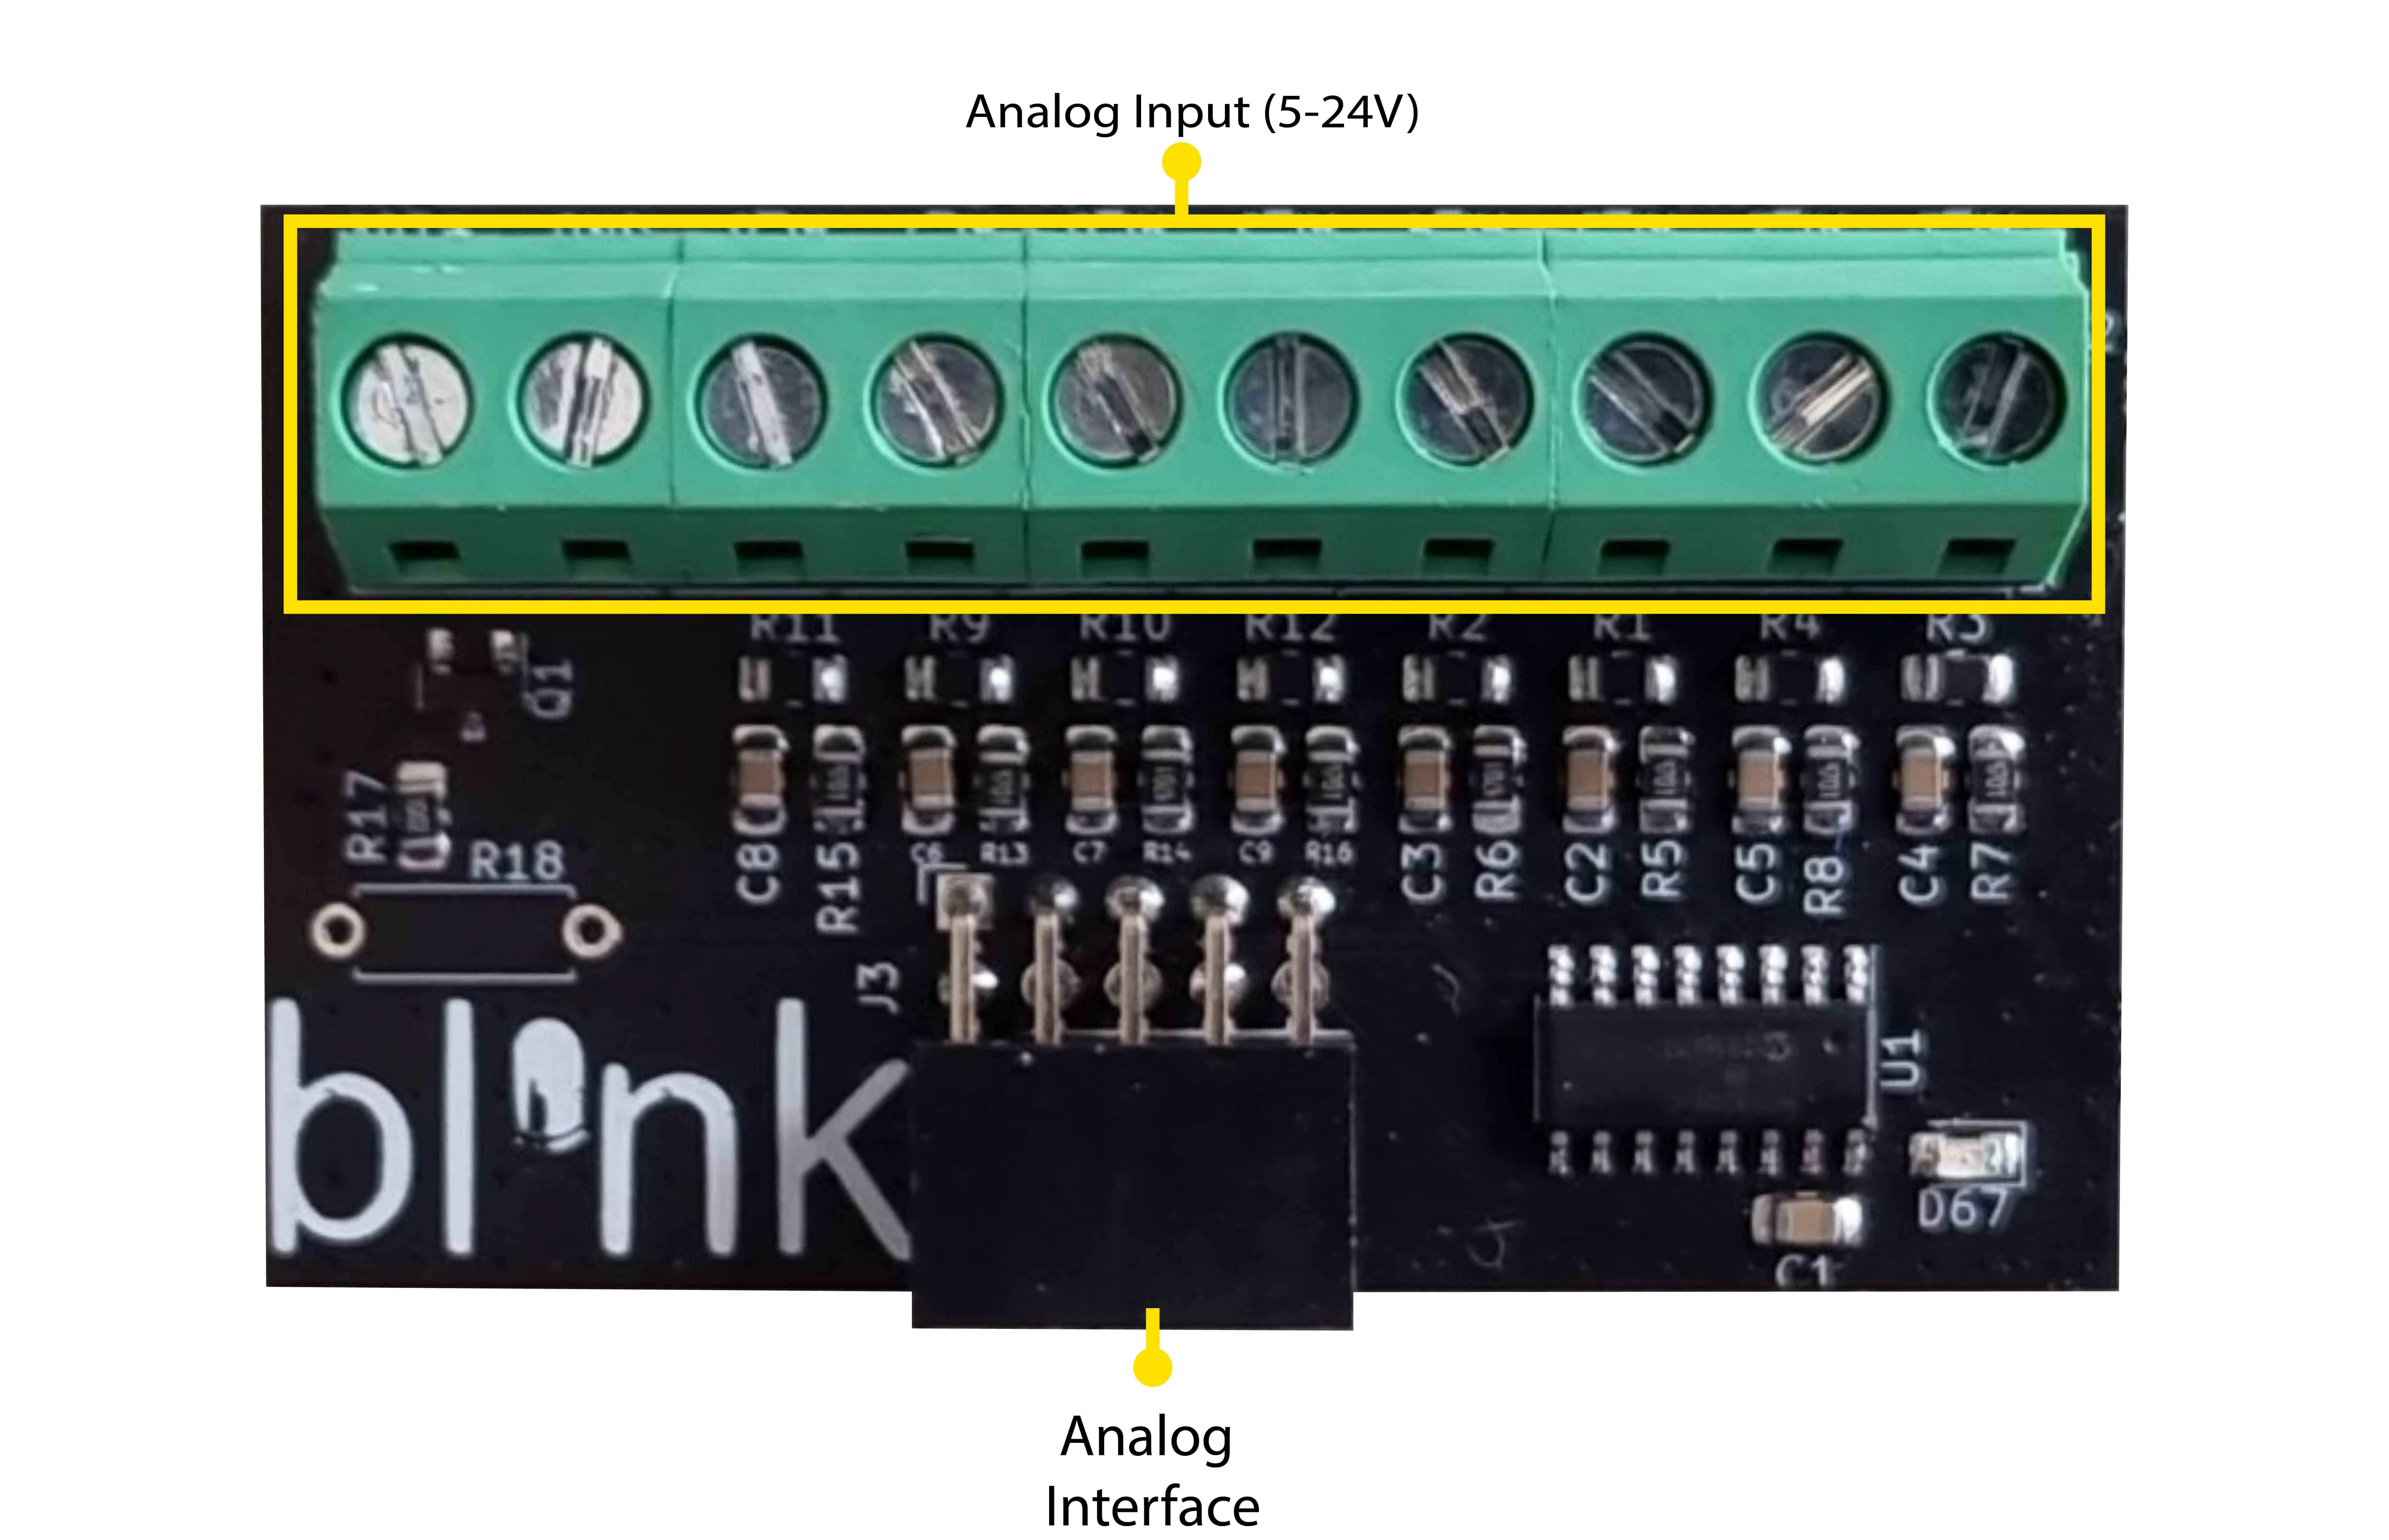 Analog Input (5-24V)
R11 R9 R10 R12 R2 R1 R4 R3
Q1
R17
R18
C8 R15 C6 R13 C7 R14 C9 R16 C3 R6 C2 R5 C5 R8 C4 R7
J3
U1
blink
D67
C1
Analog
Interface